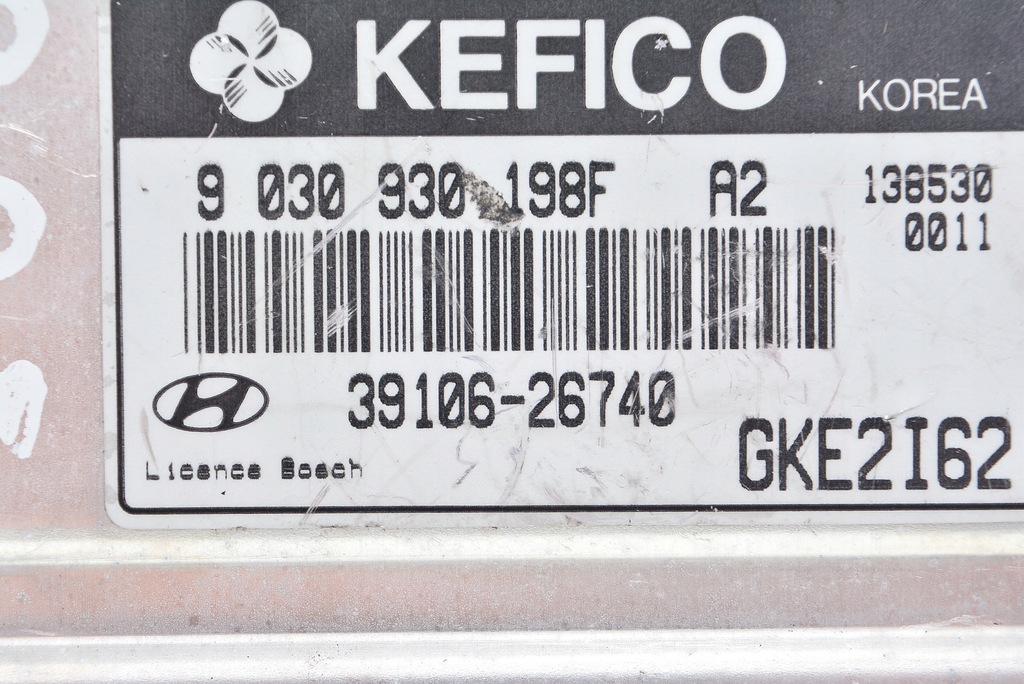 KEFICO KOREA
9 030 930 198F A2 138530
0011
39106-26740
GKE2I62
Licence Bosch